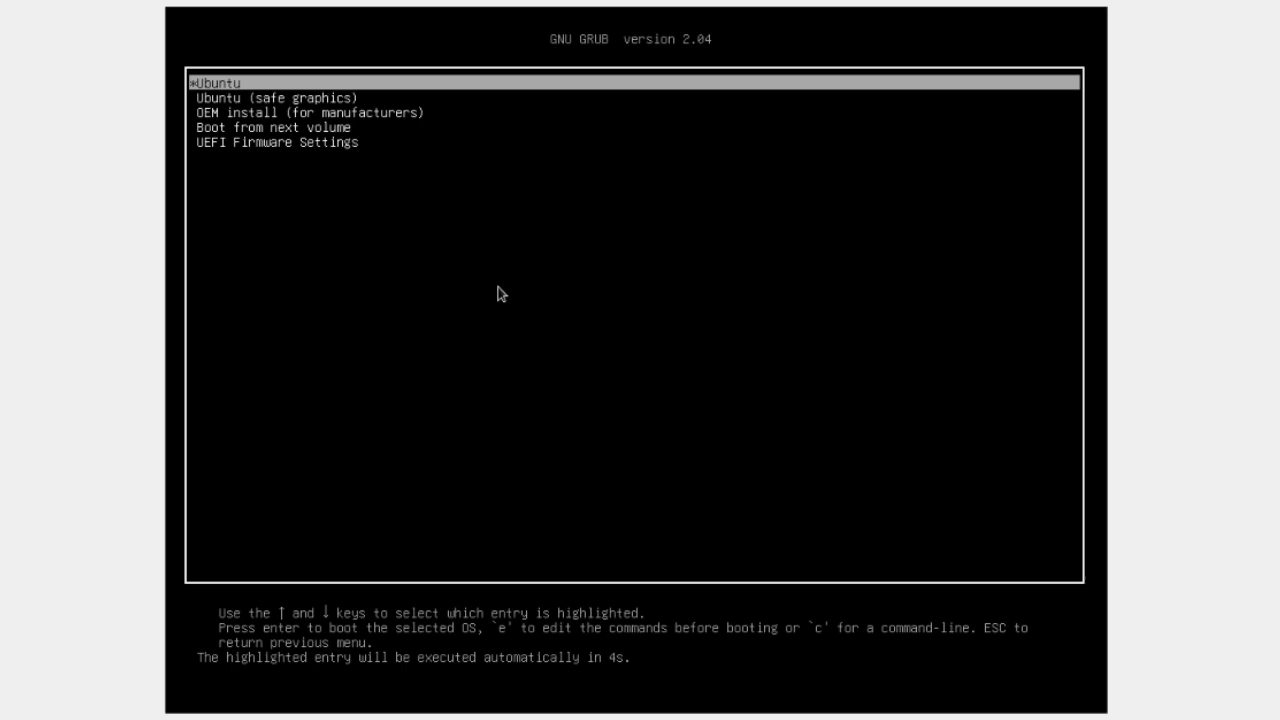 GNU GRUB  version 2.04
*Ubuntu
Ubuntu (safe graphics)
OEM install (for manufacturers)
Boot from next volume
UEFI Firmware Settings
Use the ↑ and ↓ keys to select which entry is highlighted.
Press enter to boot the selected OS, `e' to edit the commands before booting or `c' for a command-line. ESC to
return previous menu.
The highlighted entry will be executed automatically in 4s.